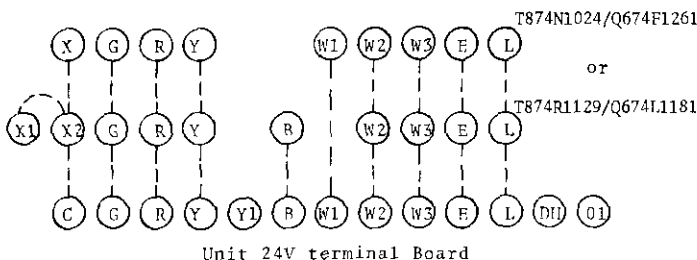 T874N1024/Q674F1261
X G R Y W1 W2 W3 E L
or
T874R1129/Q674L1181
X1 X2 G R Y B W2 W3 E L
C G R Y Y1 B W1 W2 W3 E L DH 01
Unit 24V terminal Board